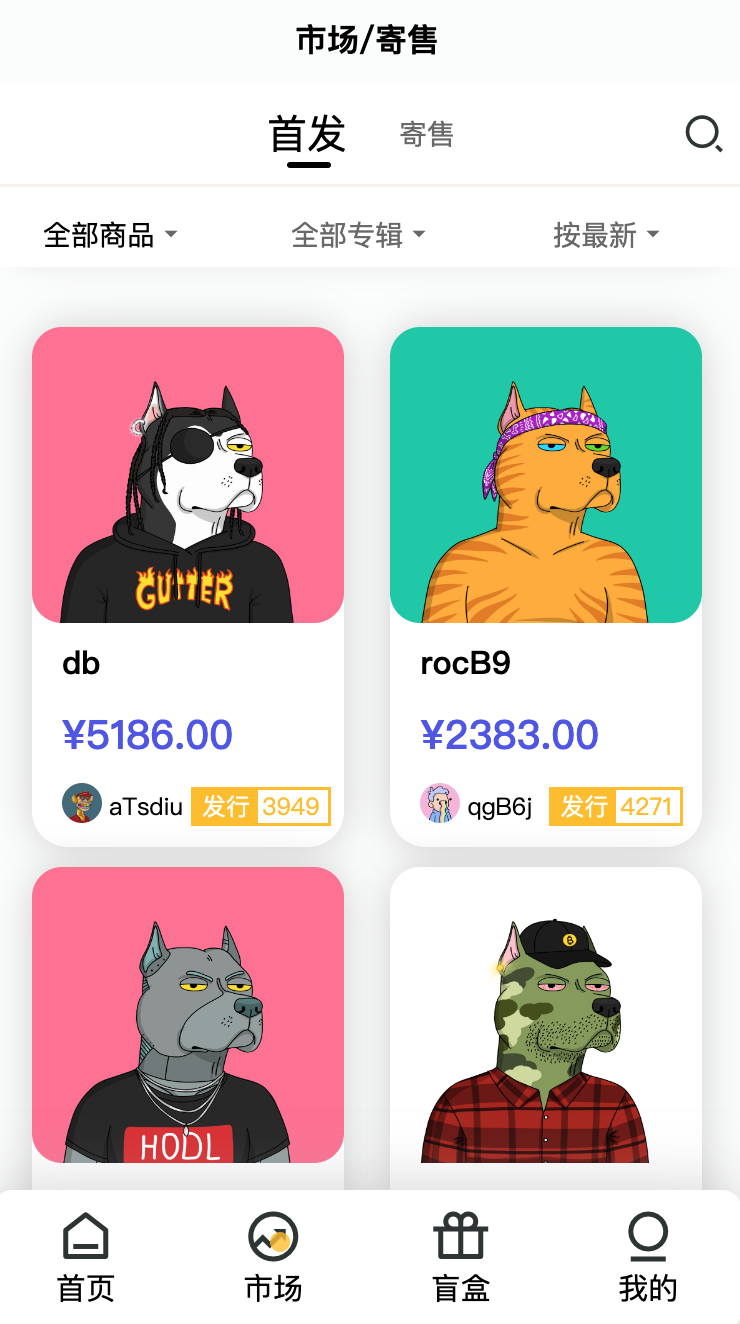 市场/寄售
首发 寄售
全部商品 全部专辑 按最新
GUTTER
db
¥5186.00
aTsdiu 发行 3949
rocB9
¥2383.00
qgB6j 发行 4271
HODL
B
首页 市场 盲盒 我的